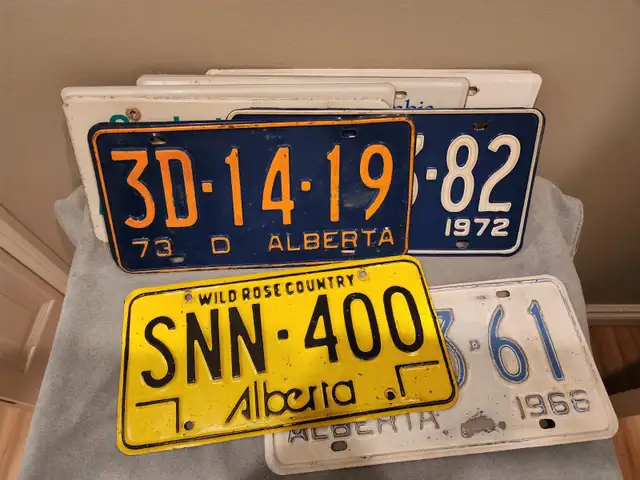 3D·14·19
73 D ALBERTA
·82
1972
WILD ROSE COUNTRY
SNN·400
Alberta
61
ALBERTA 1966